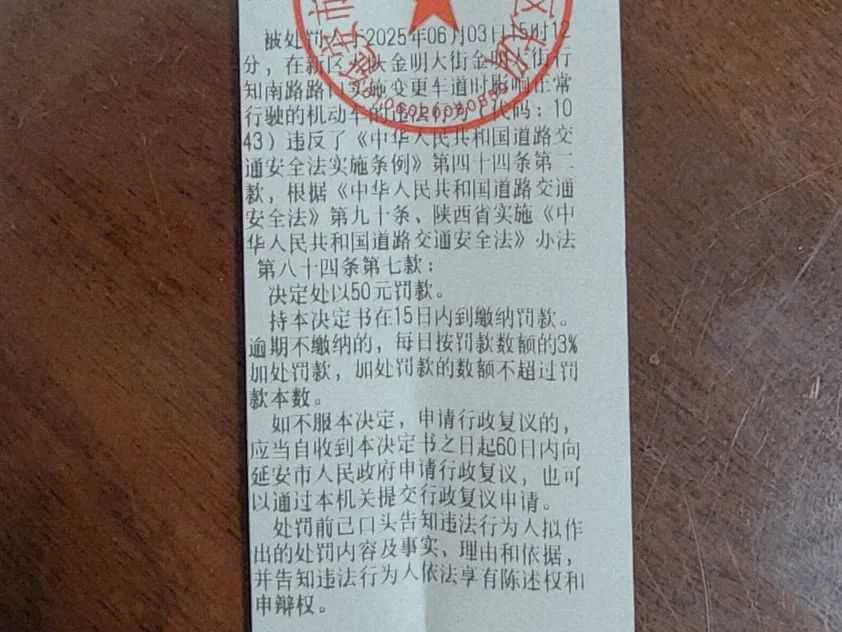 被处罚人于2025年06月03日15时12
分，在新区 大街金明大街行
知南路路口实施变更车道时影响正常
行驶的机动车的违法行为（代码：10
43）违反了《中华人民共和国道路交
通安全法实施条例》第四十四条第二
款，根据《中华人民共和国道路交通
安全法》第九十条、陕西省实施《中
华人民共和国道路交通安全法》办法
第八十四条第七款；
决定处以50元罚款。
持本决定书在15日内到缴纳罚款。
逾期不缴纳的，每日按罚款数额的3%
加处罚款，加处罚款的数额不超过罚
款本数。
如不服本决定，申请行政复议的，
应当自收到本决定书之日起60日内向
延安市人民政府申请行政复议，也可
以通过本机关提交行政复议申请。
处罚前已口头告知违法行为人拟作
出的处罚内容及事实、理由和依据，
并告知违法行为人依法享有陈述权和
申辩权。